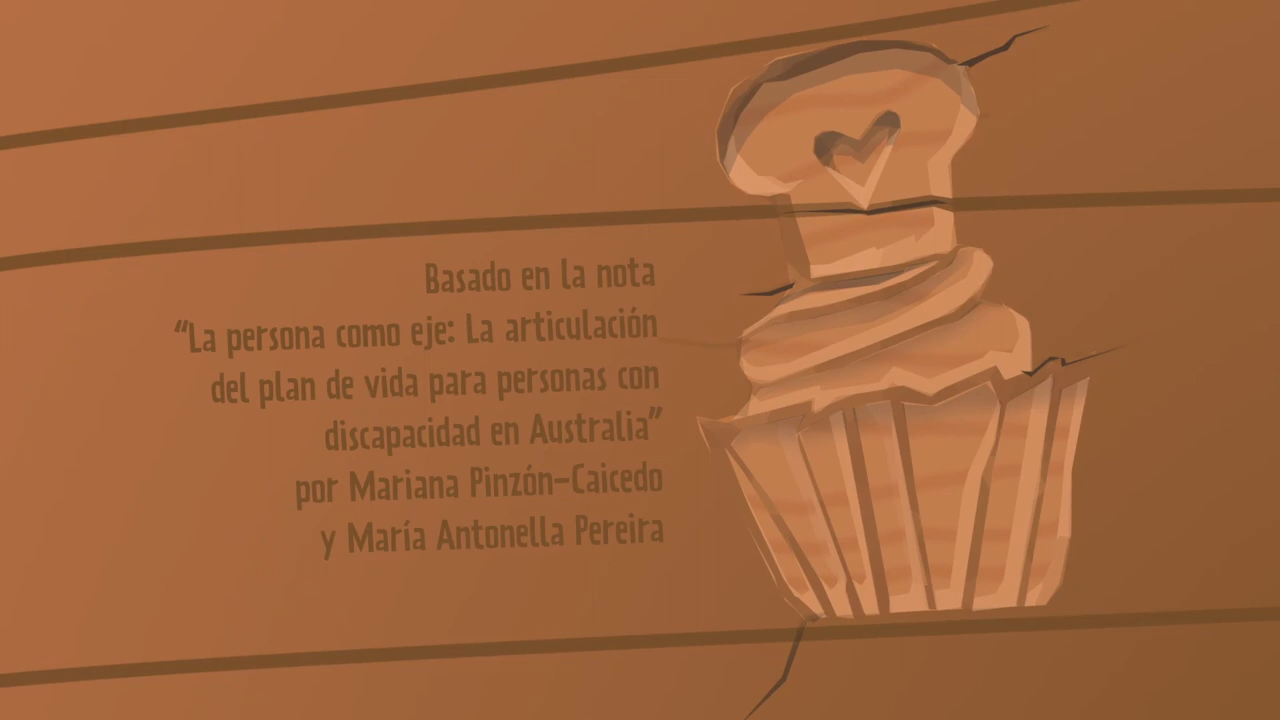 Basado en la nota
“La persona como eje: La articulación
del plan de vida para personas con
discapacidad en Australia”
por Mariana Pinzón-Caicedo
y María Antonella Pereira